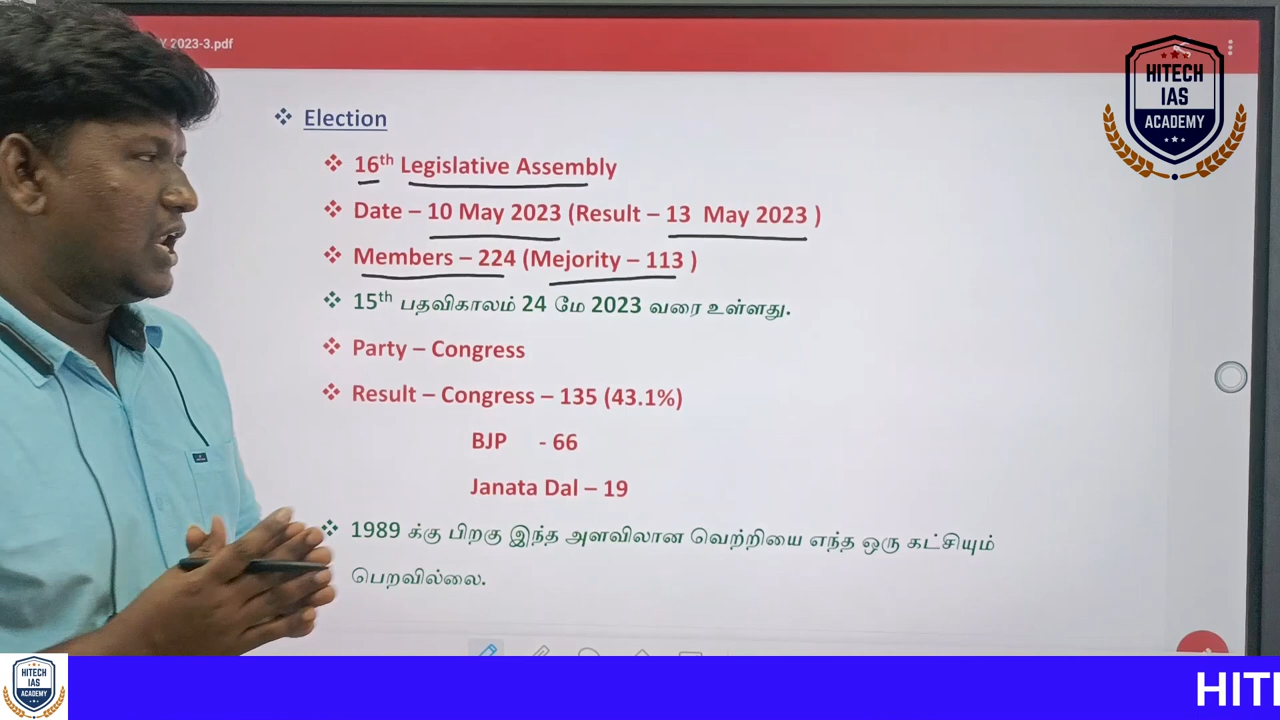 2023-3.pdf
HITECH
IAS
ACADEMY
❖ Election
❖ 16th Legislative Assembly
❖ Date – 10 May 2023 (Result – 13 May 2023 )
❖ Members – 224 (Mejority – 113 )
❖ 15th பதவிகாலம் 24 மே 2023 வரை உள்ளது.
❖ Party – Congress
❖ Result – Congress – 135 (43.1%)
BJP - 66
Janata Dal – 19
❖ 1989 க்கு பிறகு இந்த அளவிலான வெற்றியை எந்த ஒரு கட்சியும்
பெறவில்லை.
HITECH
IAS
ACADEMY